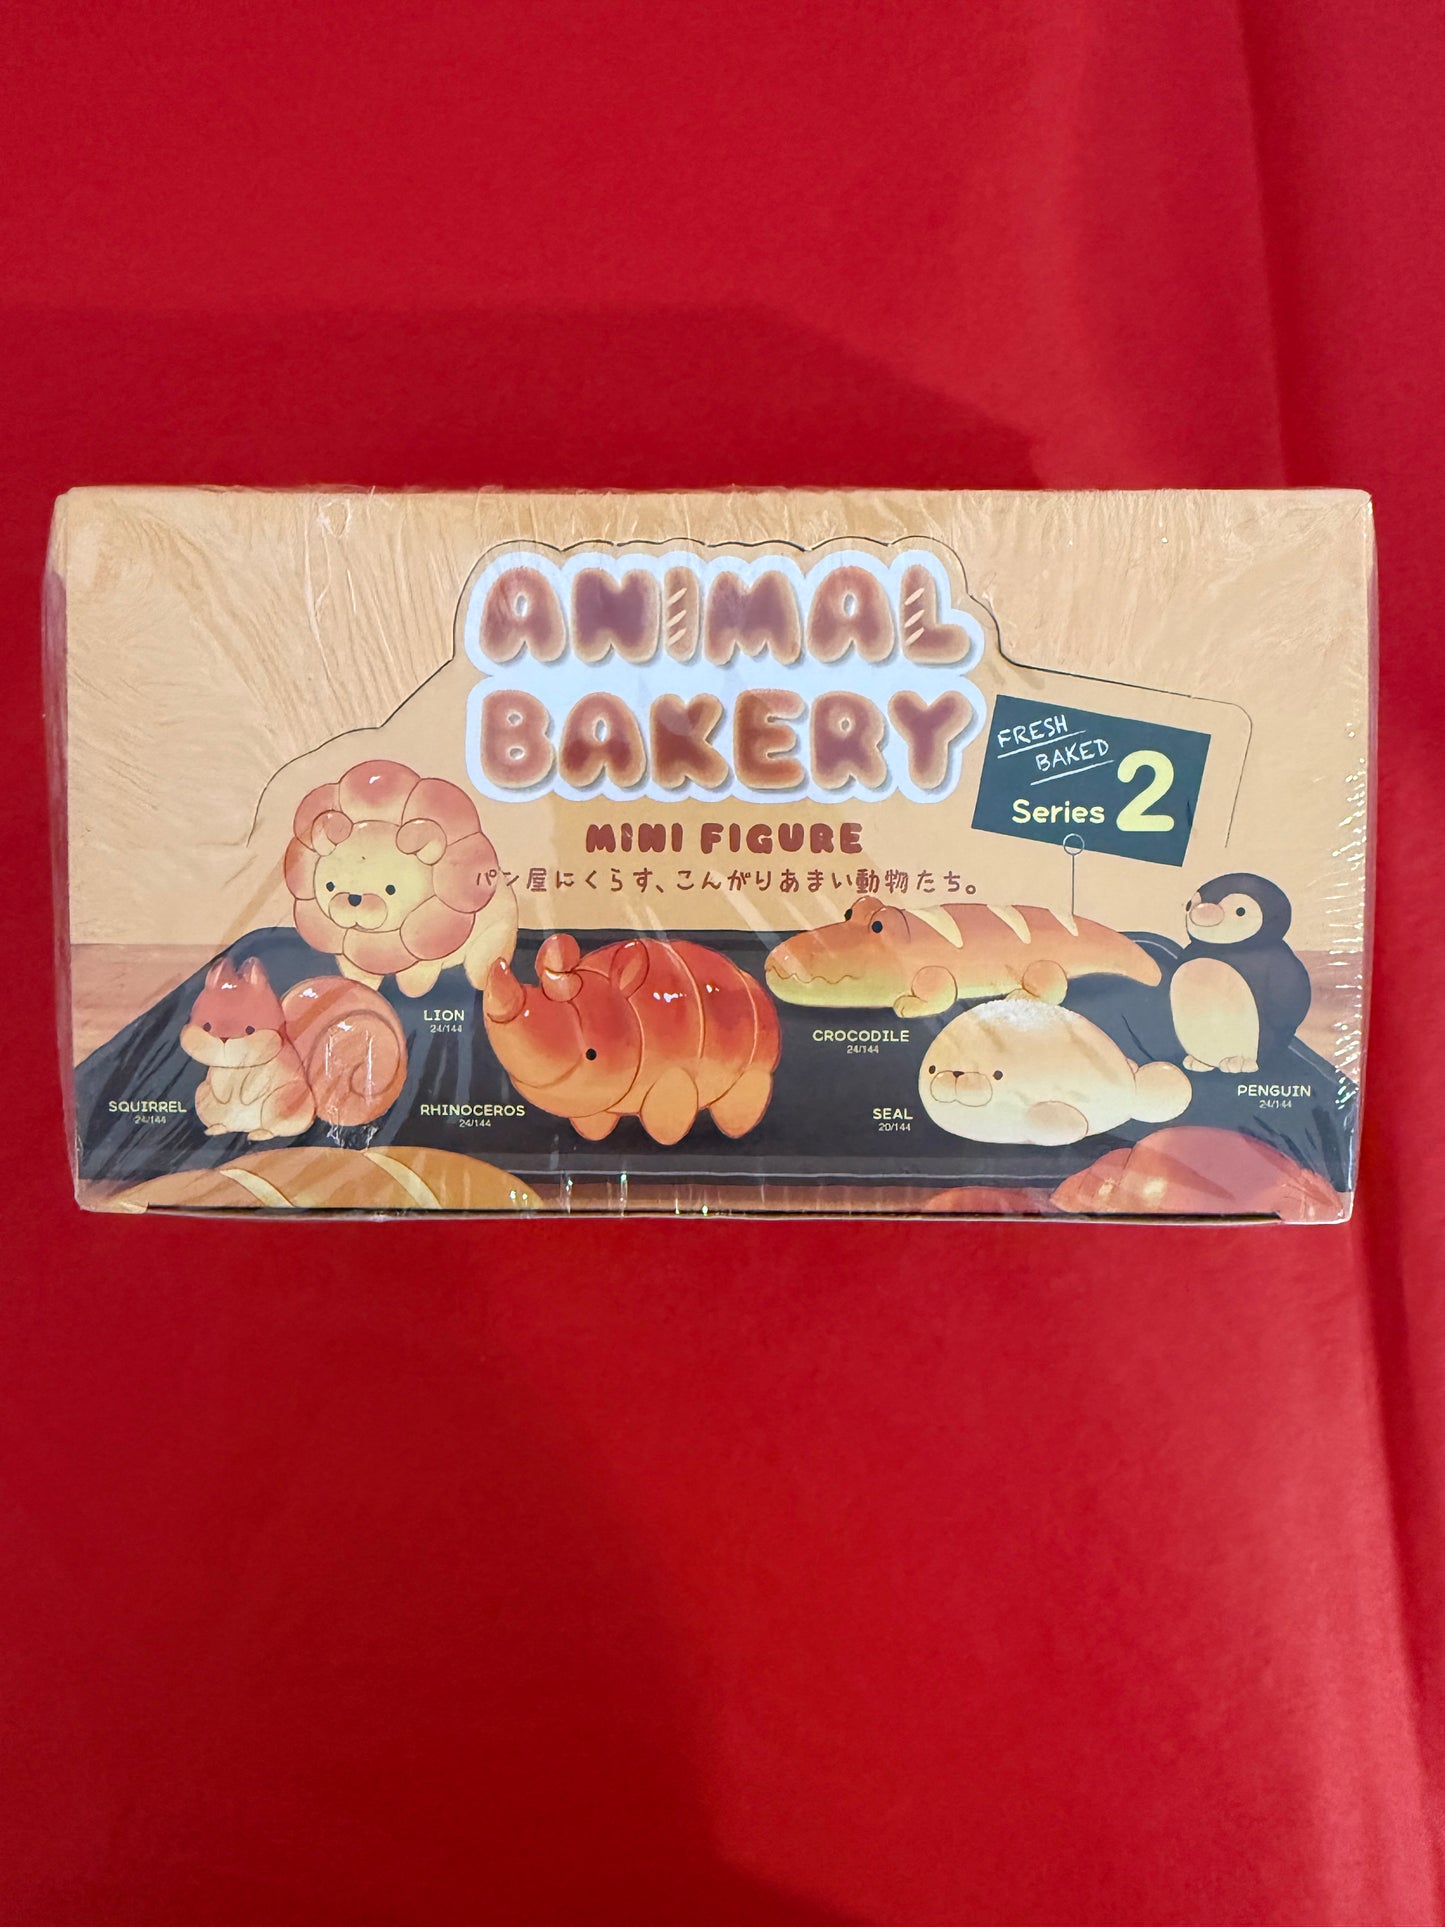 ANIMAL
BAKERY
FRESH
BAKED
Series 2
MINI FIGURE
パン屋にくらす、こんがりあまい動物たち。
LION
24/144
CROCODILE
24/144
SQUIRREL
24/144
RHINOCEROS
24/144
SEAL
20/144
PENGUIN
24/144